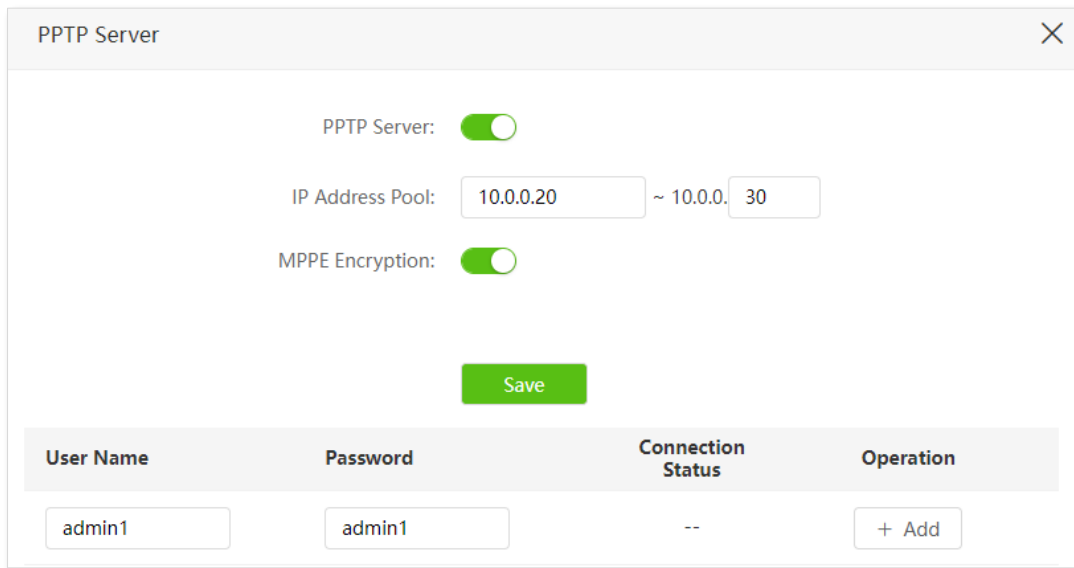 PPTP Server
PPTP Server:
IP Address Pool: 10.0.0.20 ~ 10.0.0. 30
MPPE Encryption:
Save
User Name Password Connection Status Operation
admin1 admin1 -- + Add